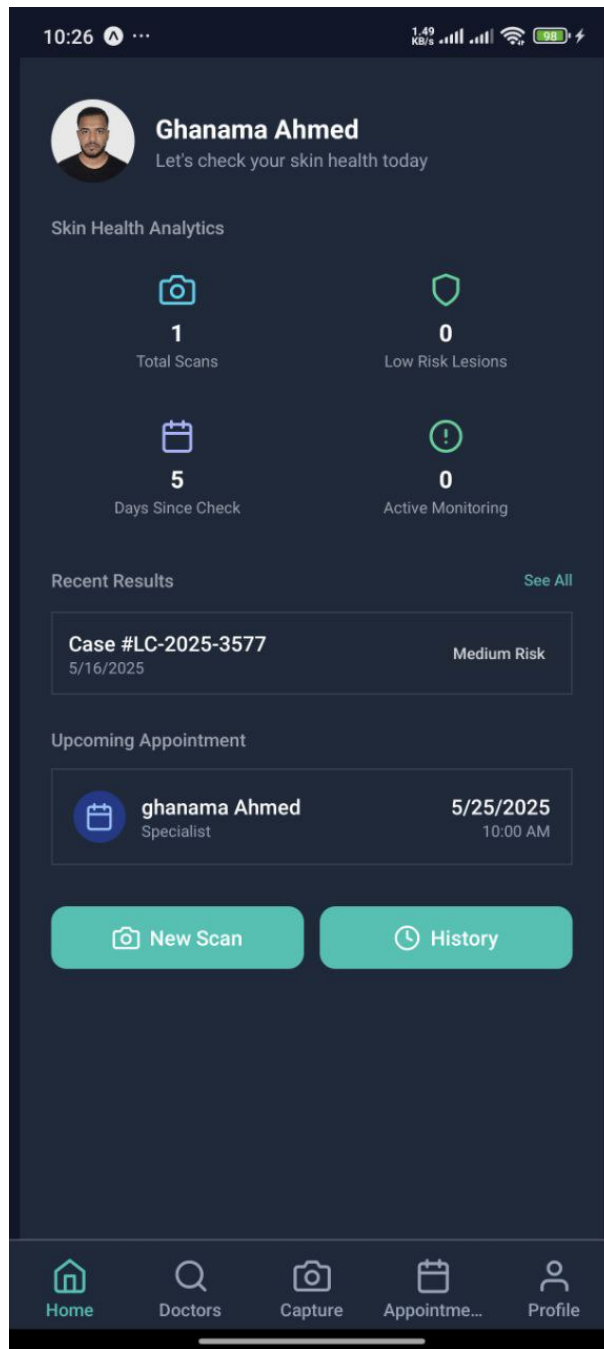 10:26 ...
1.49 KB/s 98
Ghanama Ahmed
Let's check your skin health today
Skin Health Analytics
1
Total Scans
0
Low Risk Lesions
5
Days Since Check
0
Active Monitoring
Recent Results
See All
Case #LC-2025-3577
5/16/2025
Medium Risk
Upcoming Appointment
ghanama Ahmed
Specialist
5/25/2025
10:00 AM
New Scan
History
Home
Doctors
Capture
Appointme...
Profile